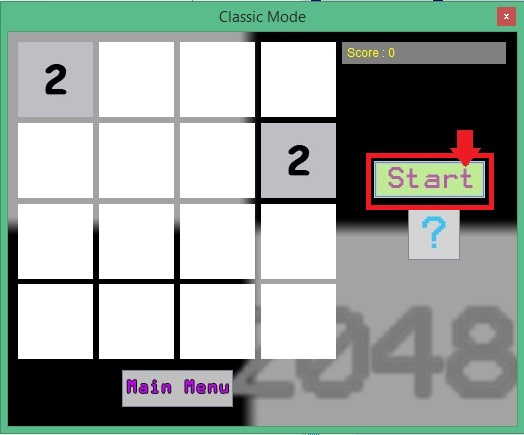 Classic Mode
x
2
Score : 0
2
Start
?
2048
Main Menu